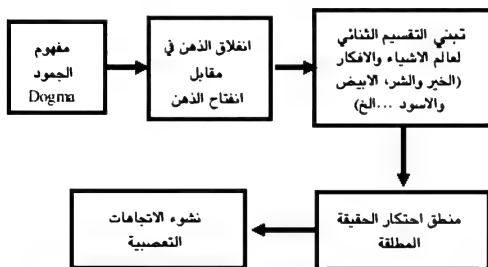 مفهوم
الجمود
Dogma
انغلاق الذهن في
مقابل
انفتاح الذهن
تبني التقسيم الثنائي
لعالم الاشياء والافكار
(الخير والشر، الابيض
والاسود ...الخ)
منطق احتكار الحقيقة
المطلقة
نشوء الاتجاهات
التعصبية